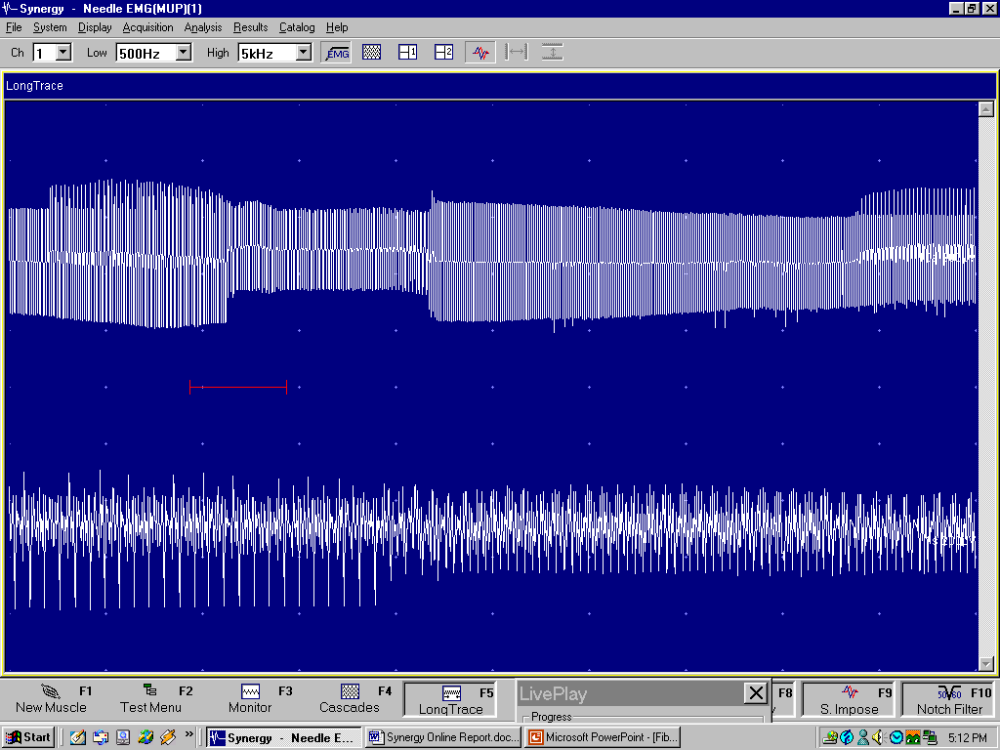 Synergy - Needle EMG(MUP)(1)
File System Display Acquisition Analysis Results Catalog Help
Ch 1 Low 500Hz High 5kHz EMG 1 2
LongTrace
F1 New Muscle
F2 Test Menu
F3 Monitor
F4 Cascades
F5 LongTrace
LivePlay
Progress
F8
F9 S. Impose
F10 Notch Filter
Start
Synergy - Needle E...
Synergy Online Report.doc...
Microsoft PowerPoint - [Fib...
5:12 PM